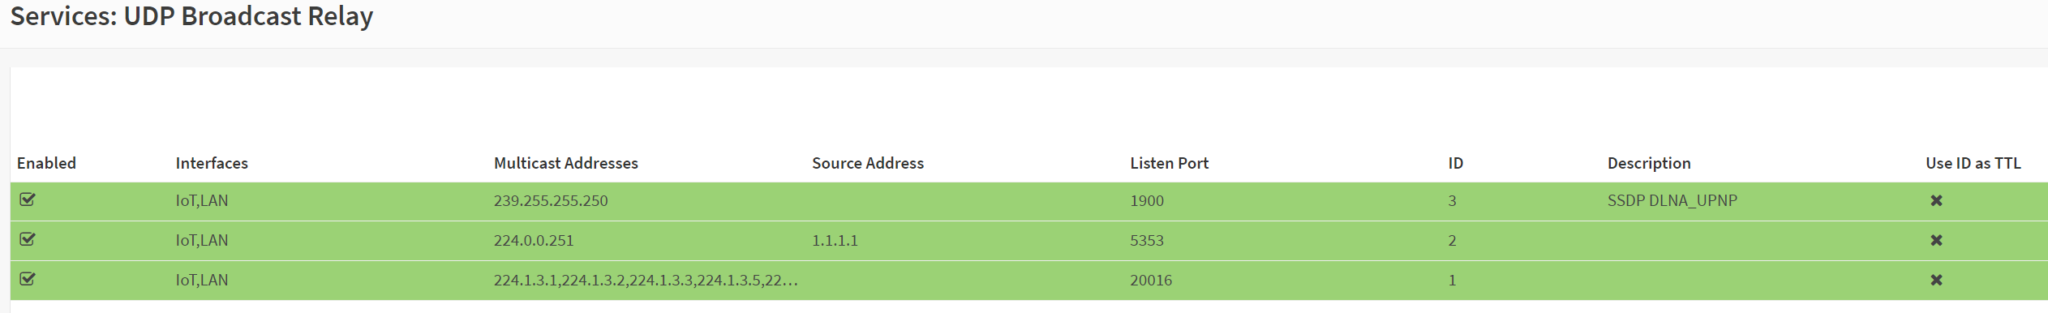 Services: UDP Broadcast Relay
Enabled Interfaces Multicast Addresses Source Address Listen Port ID Description Use ID as TTL
IoT,LAN 239.255.255.250 1900 3 SSDP DLNA_UPNP
IoT,LAN 224.0.0.251 1.1.1.1 5353 2
IoT,LAN 224.1.3.1,224.1.3.2,224.1.3.3,224.1.3.5,22... 20016 1